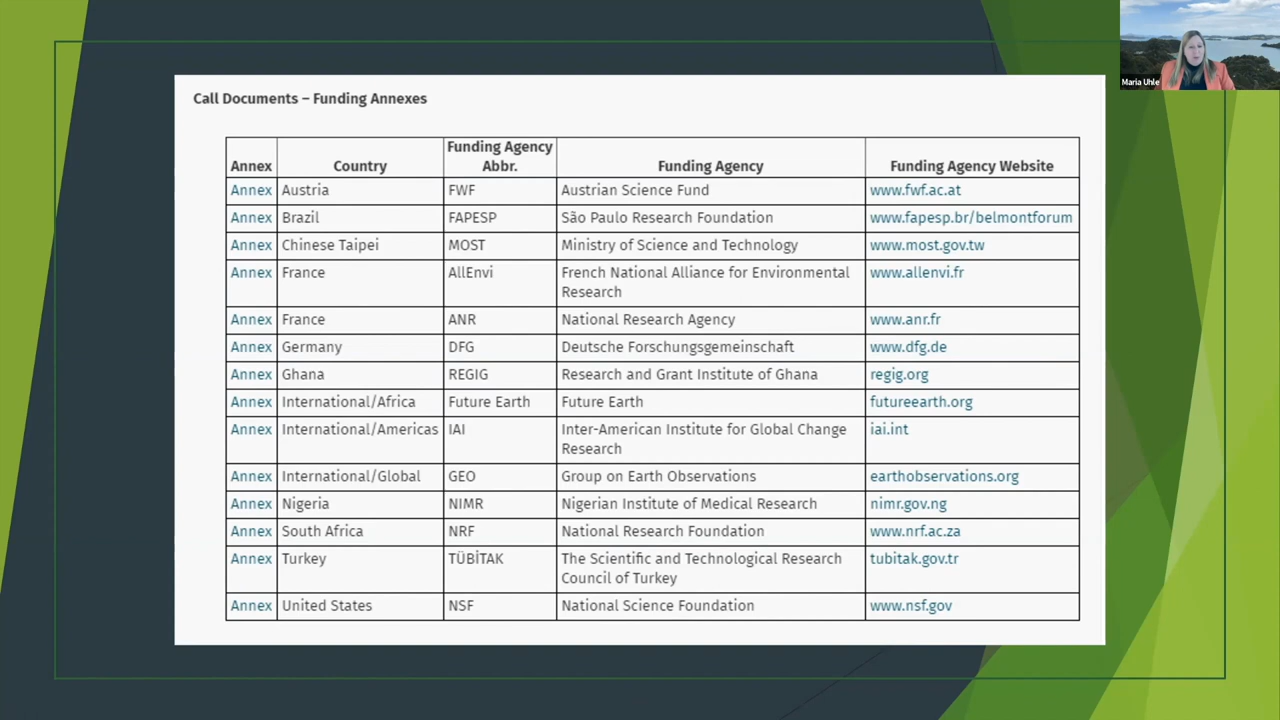 Maria Uhle
Call Documents – Funding Annexes
Annex Country Funding Agency Abbr. Funding Agency Funding Agency Website
Annex Austria FWF Austrian Science Fund www.fwf.ac.at
Annex Brazil FAPESP São Paulo Research Foundation www.fapesp.br/belmontforum
Annex Chinese Taipei MOST Ministry of Science and Technology www.most.gov.tw
Annex France AllEnvi French National Alliance for Environmental Research www.allenvi.fr
Annex France ANR National Research Agency www.anr.fr
Annex Germany DFG Deutsche Forschungsgemeinschaft www.dfg.de
Annex Ghana REGIG Research and Grant Institute of Ghana regig.org
Annex International/Africa Future Earth Future Earth futureearth.org
Annex International/Americas IAI Inter-American Institute for Global Change Research iai.int
Annex International/Global GEO Group on Earth Observations earthobservations.org
Annex Nigeria NIMR Nigerian Institute of Medical Research nimr.gov.ng
Annex South Africa NRF National Research Foundation www.nrf.ac.za
Annex Turkey TÜBİTAK The Scientific and Technological Research Council of Turkey tubitak.gov.tr
Annex United States NSF National Science Foundation www.nsf.gov